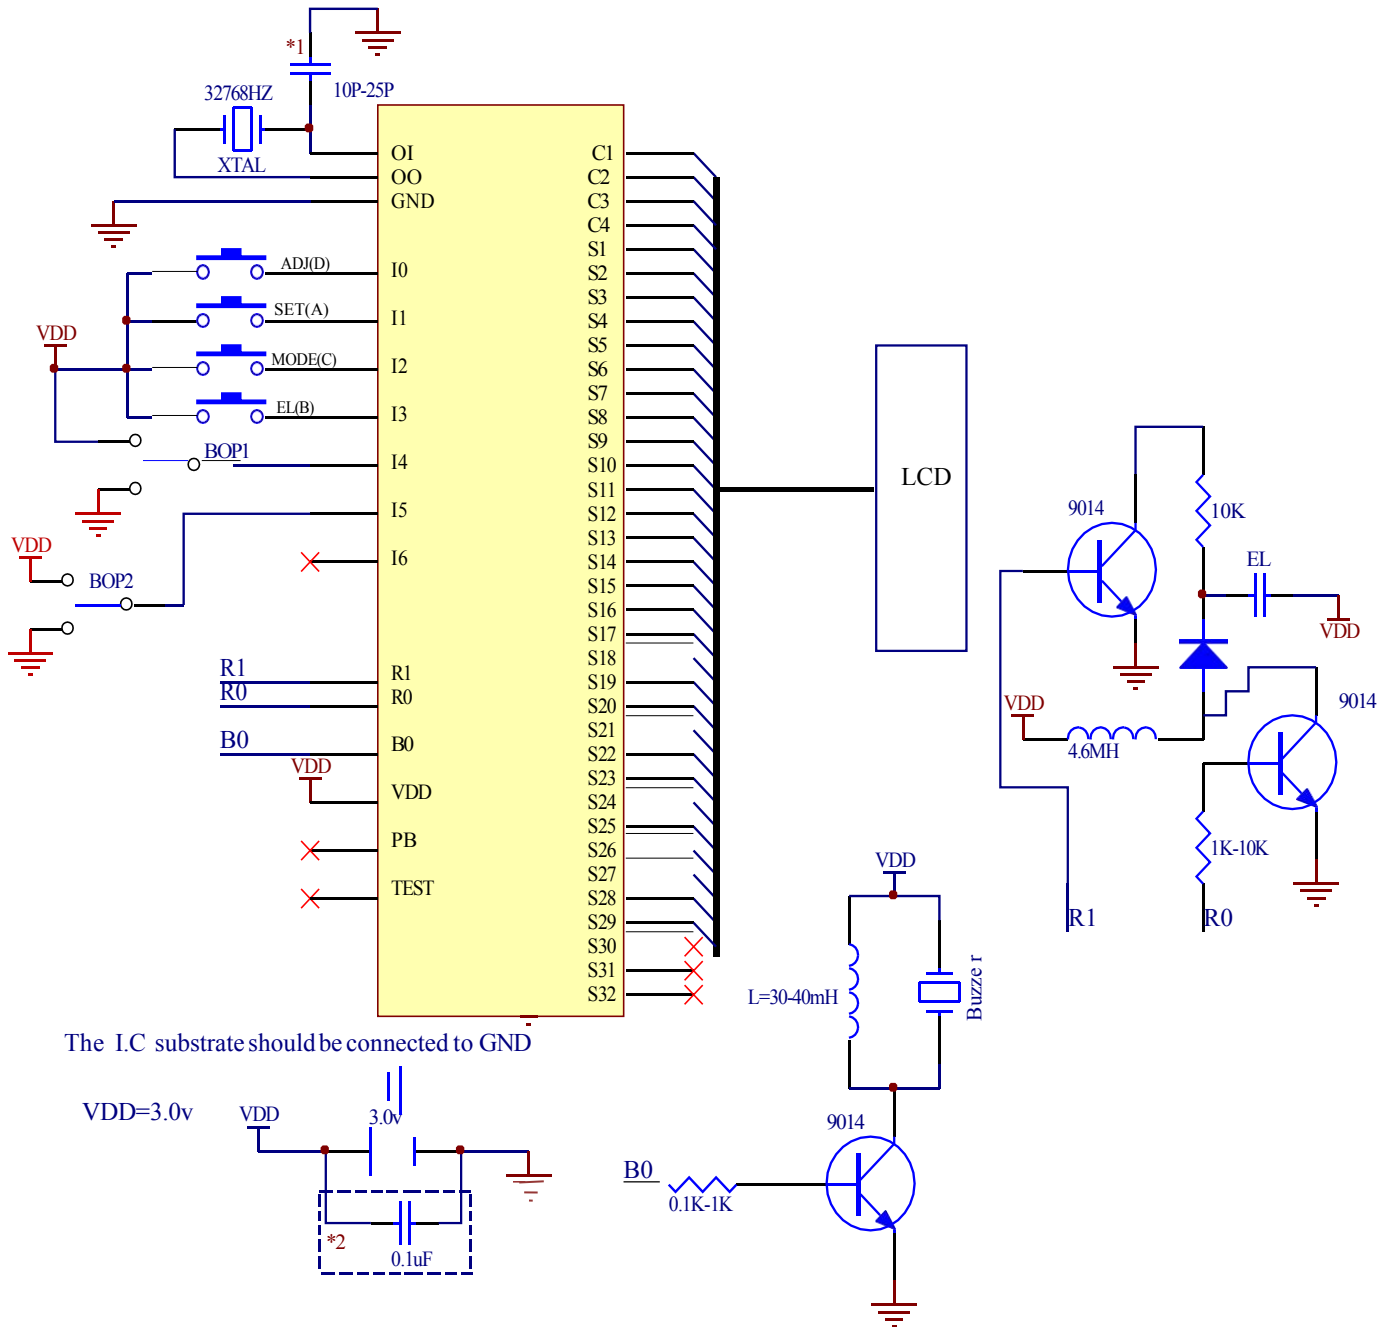 *1
10P-25P
32768HZ
XTAL
OI
OO
GND
I0
I1
I2
I3
I4
I5
I6
R1
R0
B0
VDD
PB
TEST
C1
C2
C3
C4
S1
S2
S3
S4
S5
S6
S7
S8
S9
S10
S11
S12
S13
S14
S15
S16
S17
S18
S19
S20
S21
S22
S23
S24
S25
S26
S27
S28
S29
S30
S31
S32
ADJ(D)
SET(A)
MODE(C)
EL(B)
VDD
BOP1
VDD
BOP2
R1
R0
B0
VDD
LCD
9014
10K
EL
VDD
VDD
4.6MH
9014
1K-10K
R1
R0
VDD
L=30-40mH
Buzze r
9014
B0
0.1K-1K
The I.C substrate should be connected to GND
VDD=3.0v
VDD
3.0v
*2
0.1uF